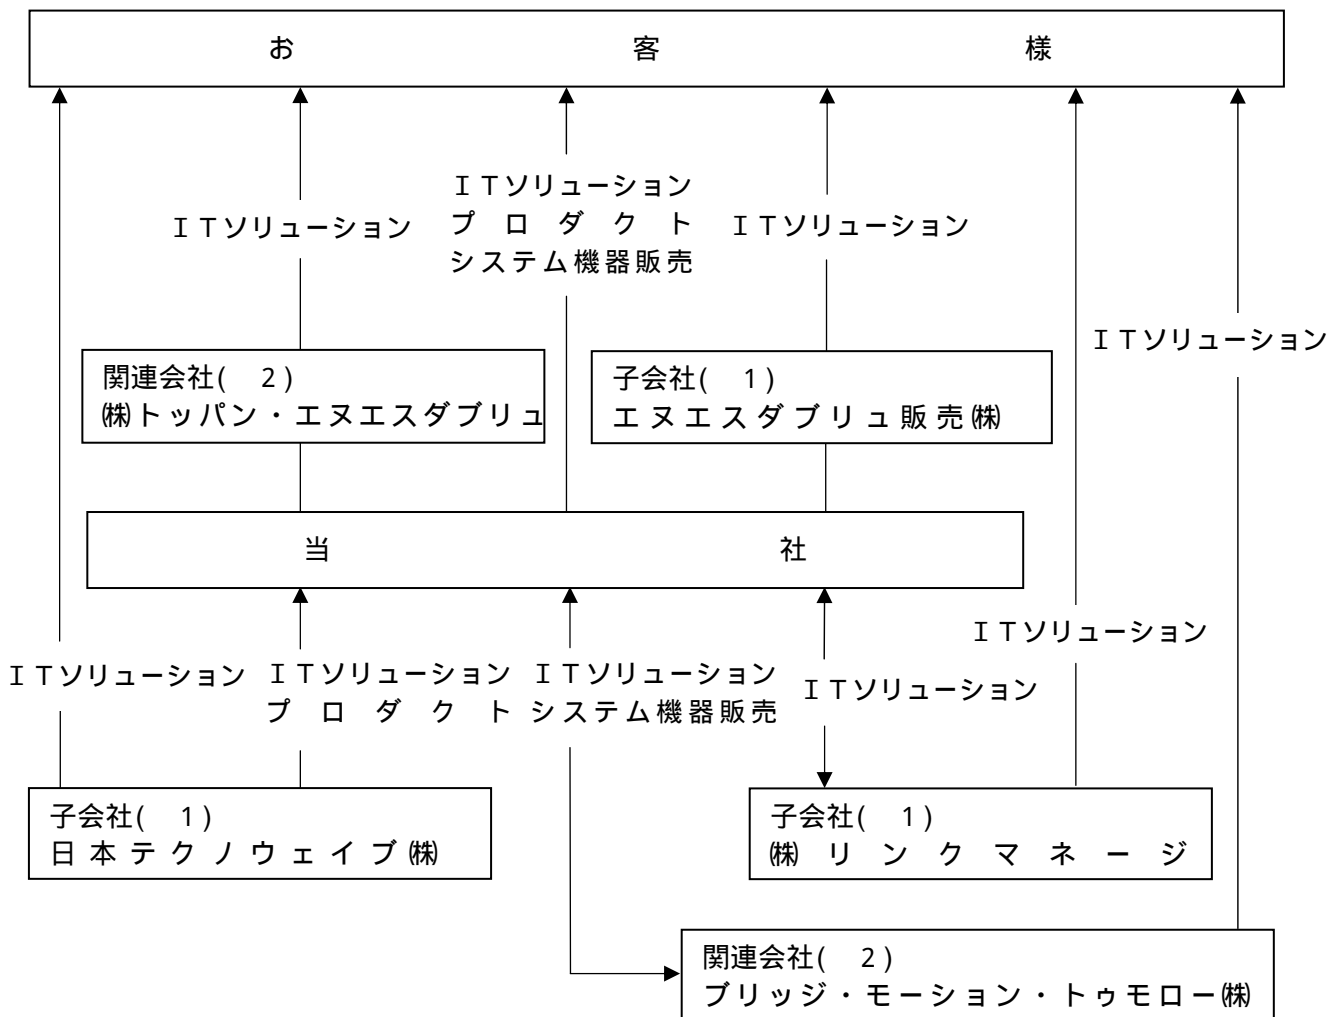 お客様
ＩＴソリューション
プロダクト
システム機器販売
ＩＴソリューション
ＩＴソリューション
ＩＴソリューション
関連会社( 2)
㈱トッパン・エヌエスダブリュ
子会社( 1)
エヌエスダブリュ販売㈱
当社
ＩＴソリューション
ＩＴソリューション
ＩＴソリューション
プロダクト
ＩＴソリューション
システム機器販売
ＩＴソリューション
子会社( 1)
日本テクノウェイブ㈱
子会社( 1)
㈱リンクマネージ
関連会社( 2)
ブリッジ・モーション・トゥモロー㈱